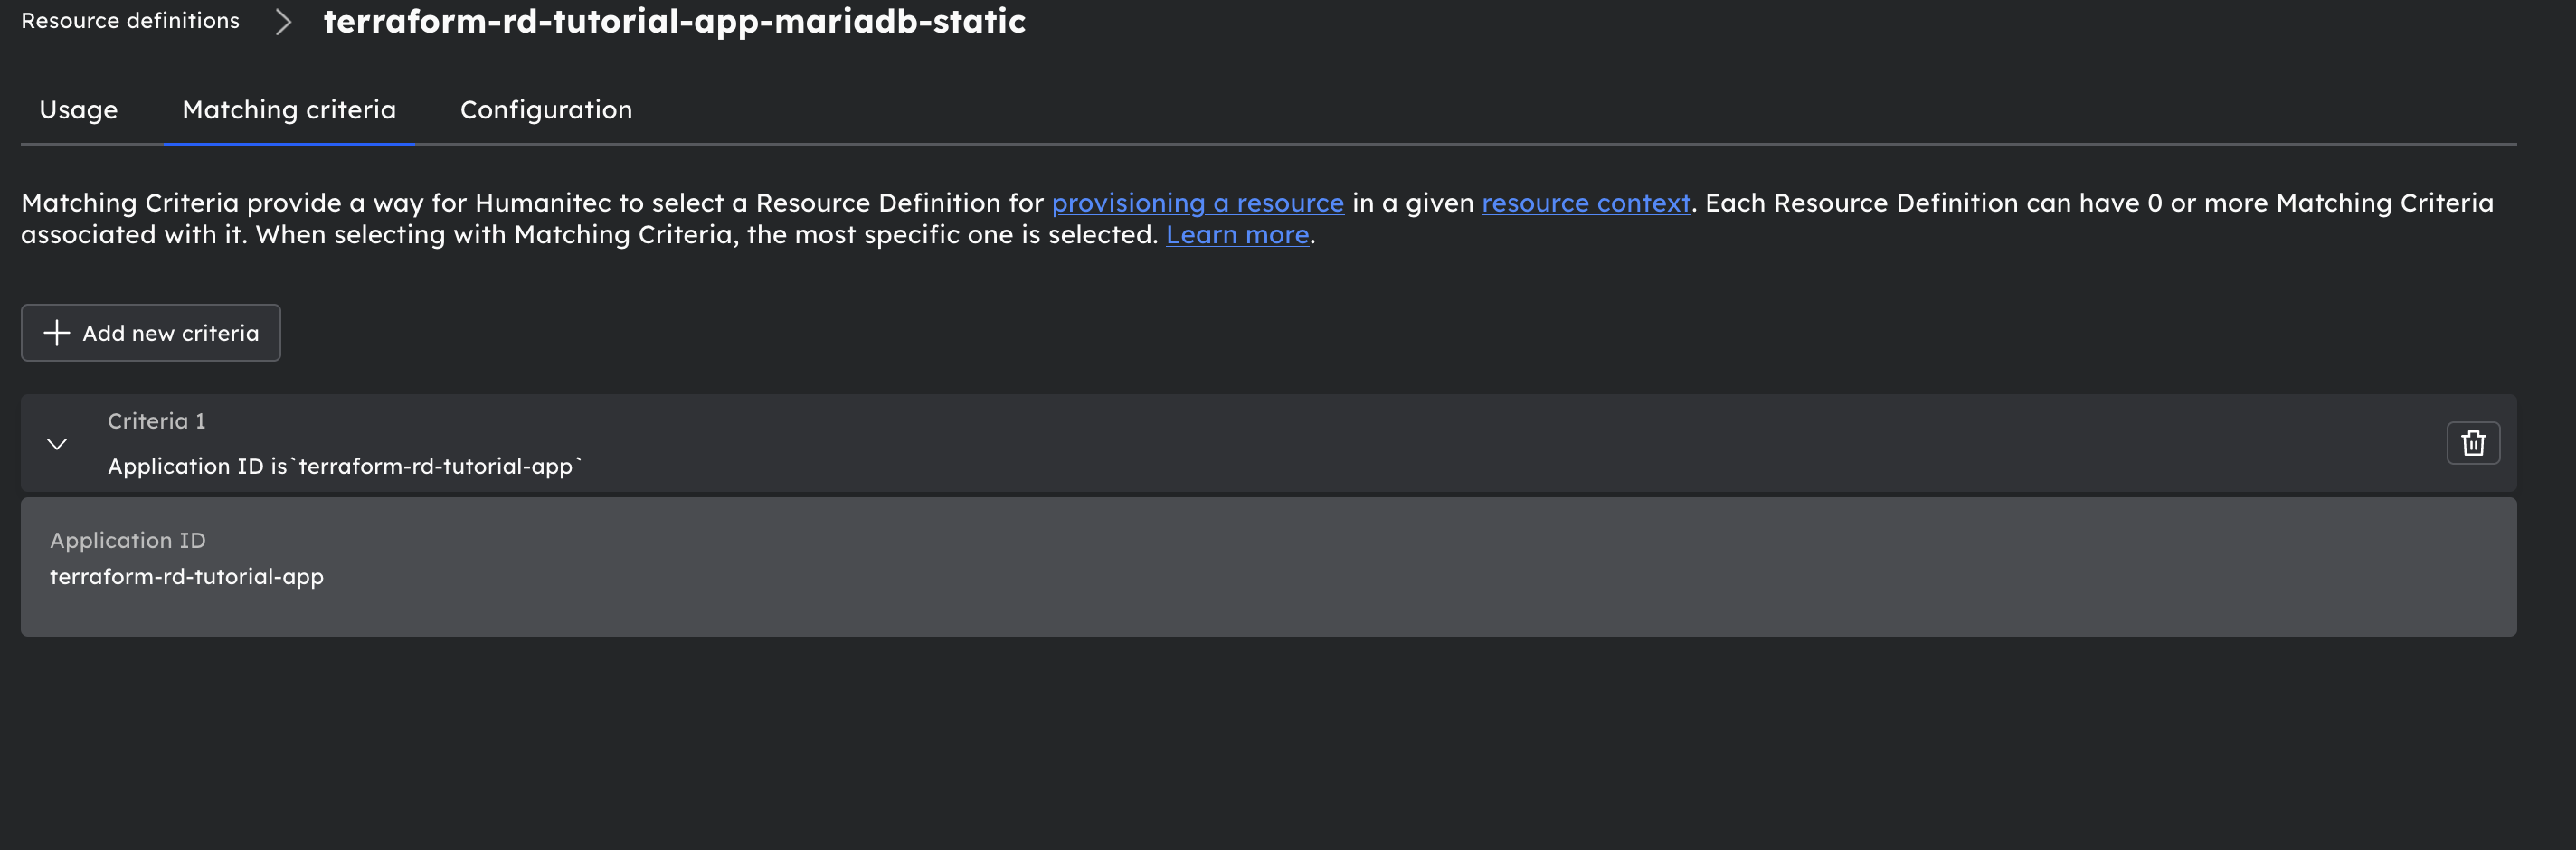 Resource definitions
terraform-rd-tutorial-app-mariadb-static
Usage
Matching criteria
Configuration
Matching Criteria provide a way for Humanitec to select a Resource Definition for provisioning a resource in a given resource context. Each Resource Definition can have 0 or more Matching Criteria
associated with it. When selecting with Matching Criteria, the most specific one is selected. Learn more.
Add new criteria
Criteria 1
Application ID is`terraform-rd-tutorial-app`
Application ID
terraform-rd-tutorial-app